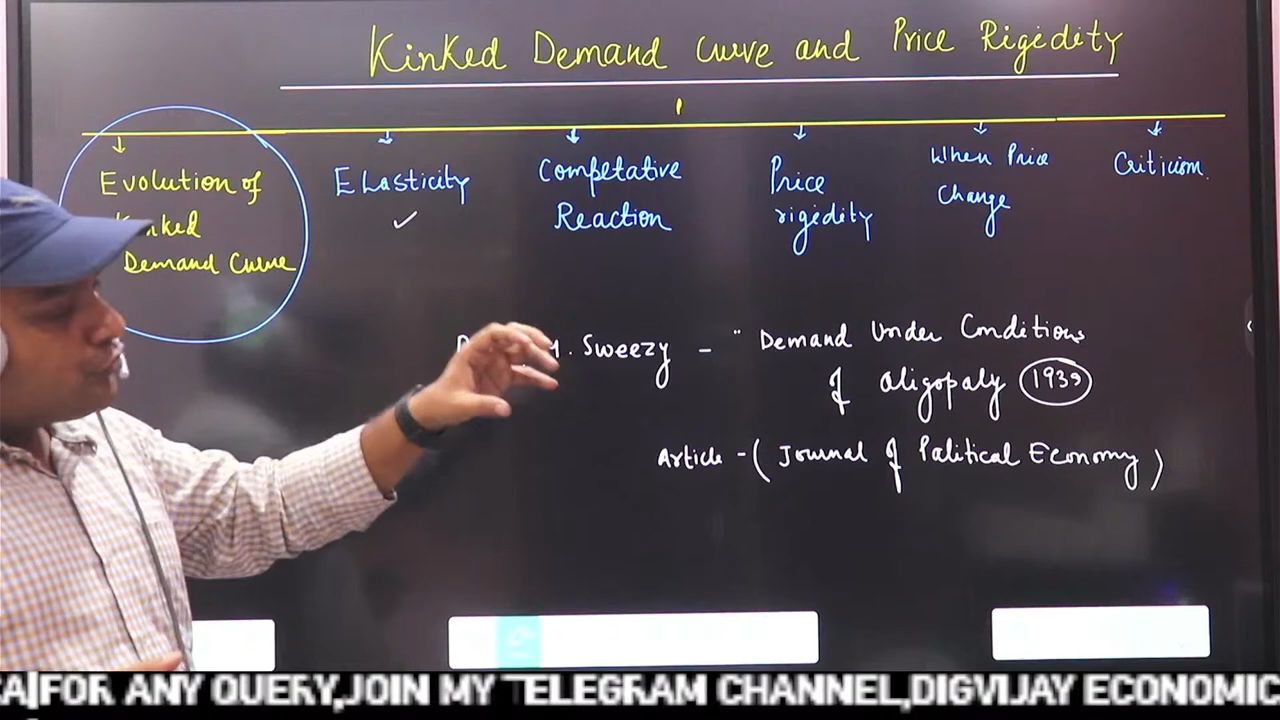 Kinked Demand Curve and Price Rigidity
Evolution of
Demand Curve
Elasticity
Competative
Reaction
Price
rigidity
When Price
Change
Criticism.
. Sweezy - " Demand Under Conditions
of oligopaly 1939
Article - ( Journal of Political Economy )
FOR ANY QUERY,JOIN MY TELEGRAM CHANNEL,DIGVIJAY ECONOMIC